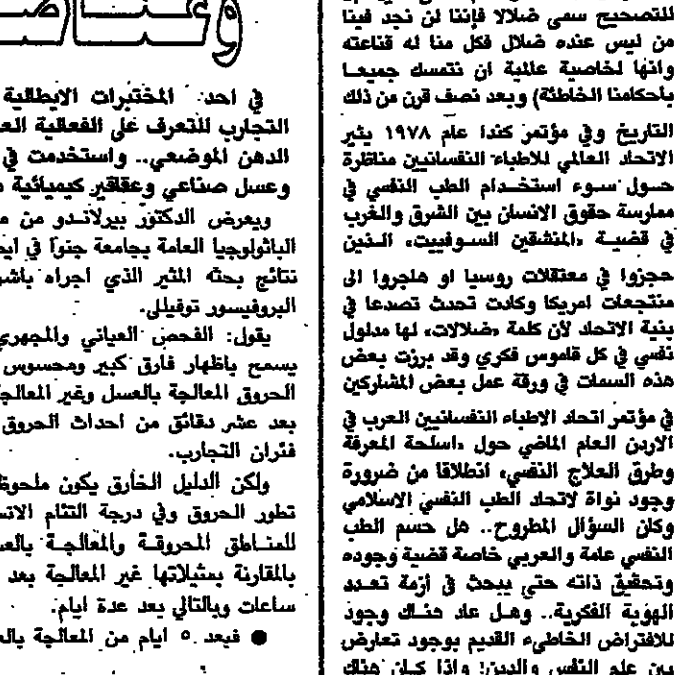 للتصحيح سمى ضلالا فإننا لن نجد فينا
من ليس عنده ضلال فكل منا له قناعته
وانها لخاصية عالمية ان نتمسك جميعا
بأحكامنا الخاطئة) وبعد نصف قرن من ذلك
التاريخ وفي مؤتمر كندا عام ١٩٧٨ يثير
الاتحاد العالمي للاطباء النفسانيين مناظرة
حول سوء استخدام الطب النفسي في
ممارسة حقوق الانسان بين الشرق والغرب
في قضية «المنشقين السوفييت» الذين
حجزوا في معتقلات روسيا او هاجروا الى
منتجعات امريكا وكادت تحدث تصدعا في
بنية الاتحاد لأن كلمة «ضلالات» لها مدلول
نفسي في كل قاموس فكري وقد برزت بعض
هذه السمات في ورقة عمل بعض المشاركين
في مؤتمر اتحاد الاطباء النفسانيين العرب في
الاردن العام الماضي حول «اسلحة المعرفة
وطرق العلاج النفسي» انطلاقا من ضرورة
وجود نواة لاتحاد الطب النفسي الاسلامي
وكان السؤال المطروح.. هل حسم الطب
النفسي عامة والعربي خاصة قضية وجوده
وتحقيق ذاته حتى يبحث في أزمة تعدد
الهوية الفكرية.. وهل عاد هناك وجود
للافتراض الخاطىء القديم بوجود تعارض
بين علم النفس والدين! واذا كان هناك
في احد المختبرات الايطالية
التجارب للتعرف على الفعالية
الدهن الموضعي.. واستخدمت في
وعسل صناعي وعقاقير كيميائية
ويعرض الدكتور بيرلاندو من
الباثولوجيا العامة بجامعة جنوا في
نتائج بحثه المثير الذي اجراه
البروفيسور توفيللي.
يقول: الفحص العياني والمجهري
يسمح باظهار فارق كبير ومحسوس
الحروق المعالجة بالعسل وغير
بعد عشر دقائق من احداث الحروق
فئران التجارب.
ولكن الدليل الخارق يكون
تطور الحروق وفي درجة التئام
للمناطق المحروقة والمعالجة
بالمقارنة بمثيلاتها غير المعالجة بعد
ساعات وبالتالي بعد عدة ايام.
● فبعد ٥ ايام من المعالجة